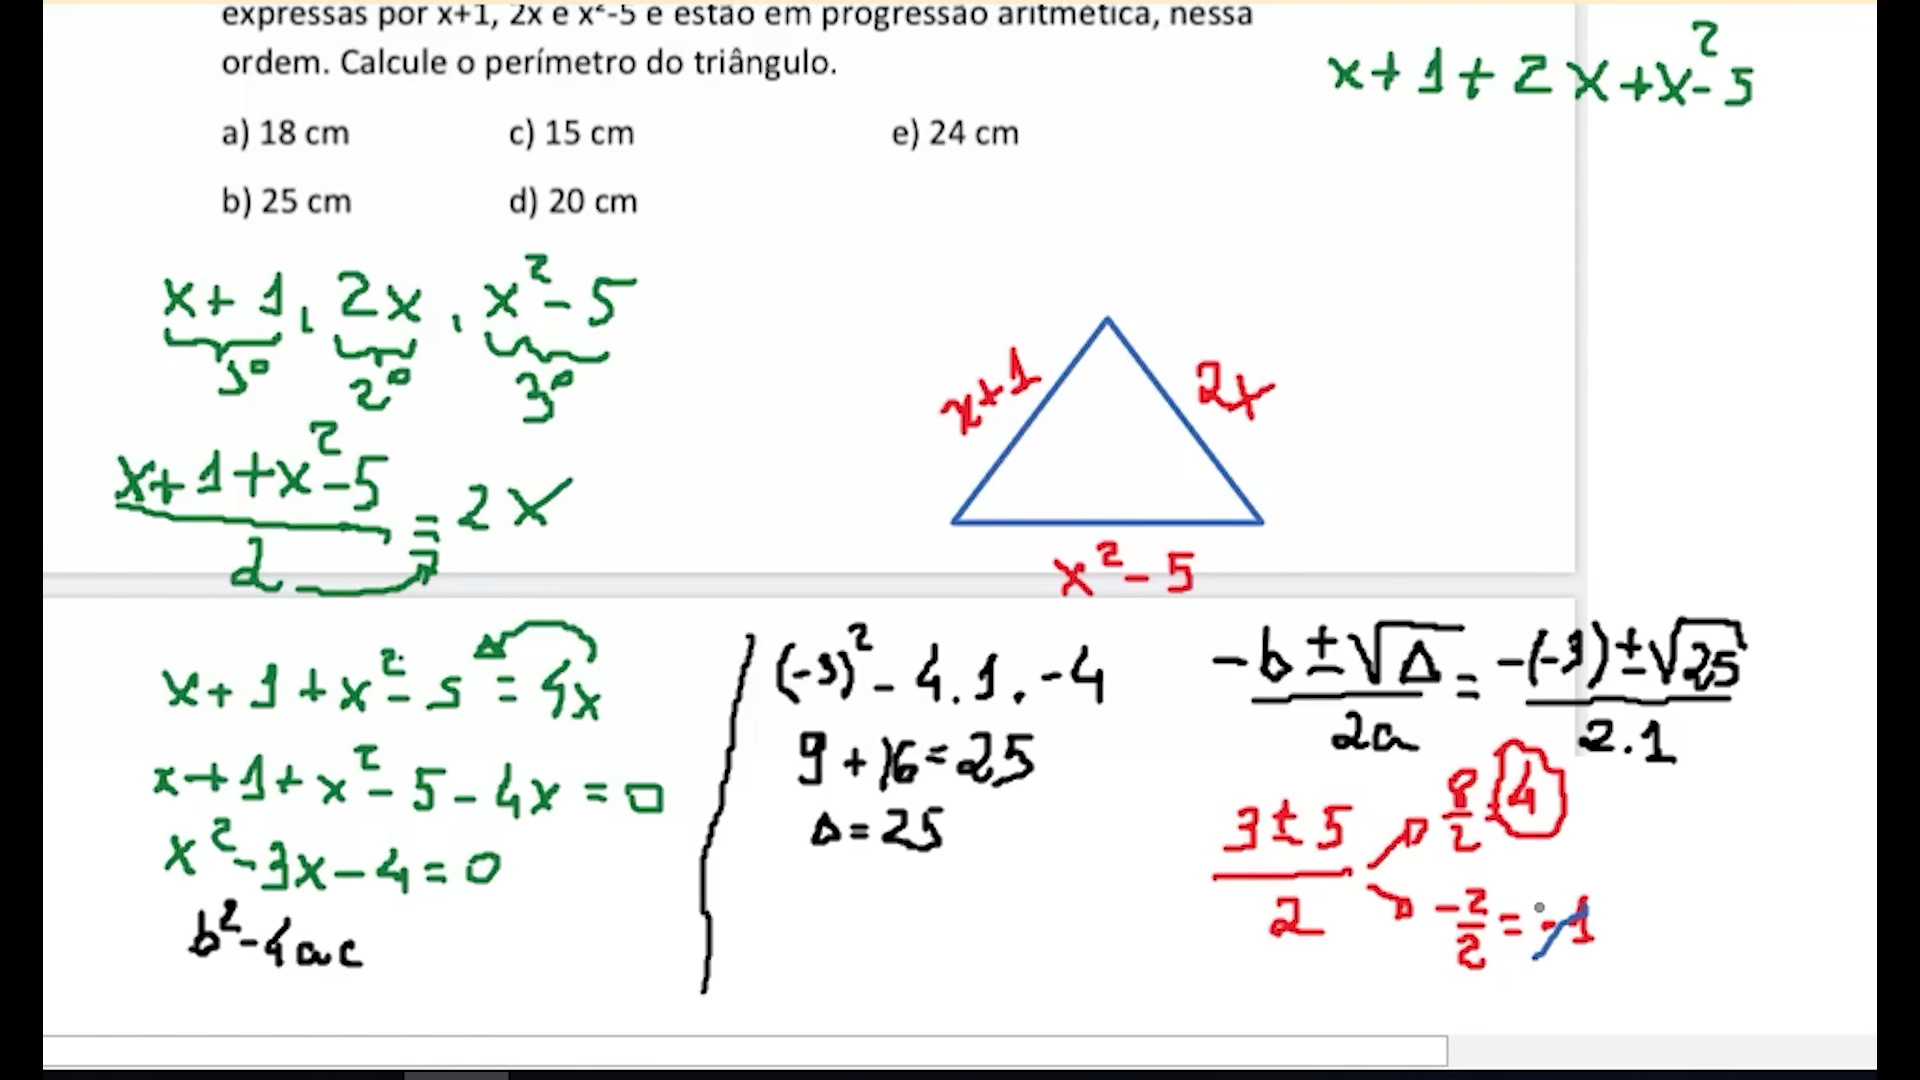 expressas por x+1, 2x e x²-5 e estão em progressão aritmética, nessa
ordem. Calcule o perímetro do triângulo.
x+1+2x+x²-5
a) 18 cm
c) 15 cm
e) 24 cm
b) 25 cm
d) 20 cm
x+1, 2x, x²-5
1º 2º 3º
x+1+x²-5
= 2x
2
x+1
2x
x²-5
x+1+x²-5=4x
x+1+x²-5-4x=0
x²-3x-4=0
b²-4ac
(-3)²-4.1.-4
9+16=25
Δ=25
-b±√Δ = -(-3)±√25
2a 2.1
3±5
2
8/2=4
-2/2=-1